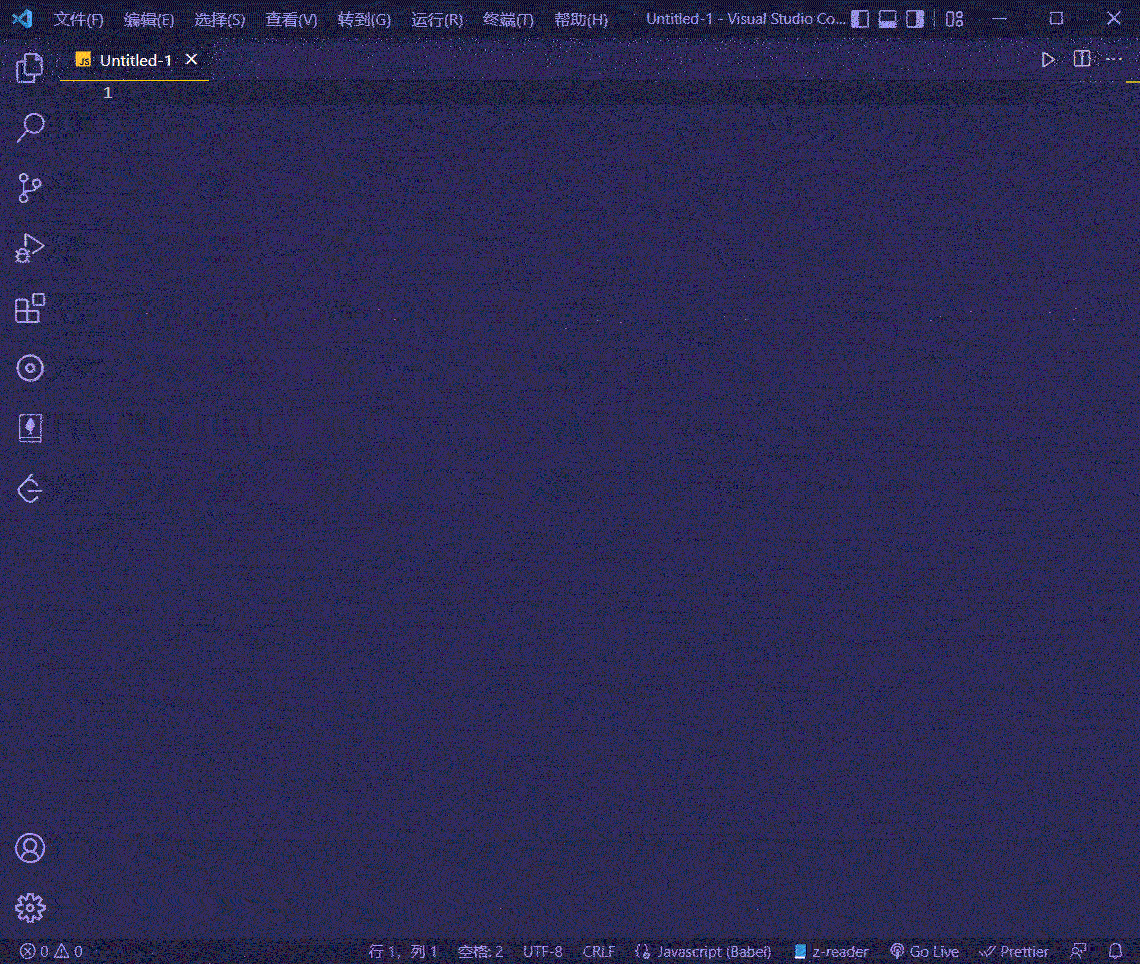 文件(F) 编辑(E) 选择(S) 查看(V) 转到(G) 运行(R) 终端(T) 帮助(H) Untitled-1 - Visual Studio Co...
JS Untitled-1
1
0 0 行 1，列 1 空格: 2 UTF-8 CRLF Javascript (Babel) z-reader Go Live Prettier